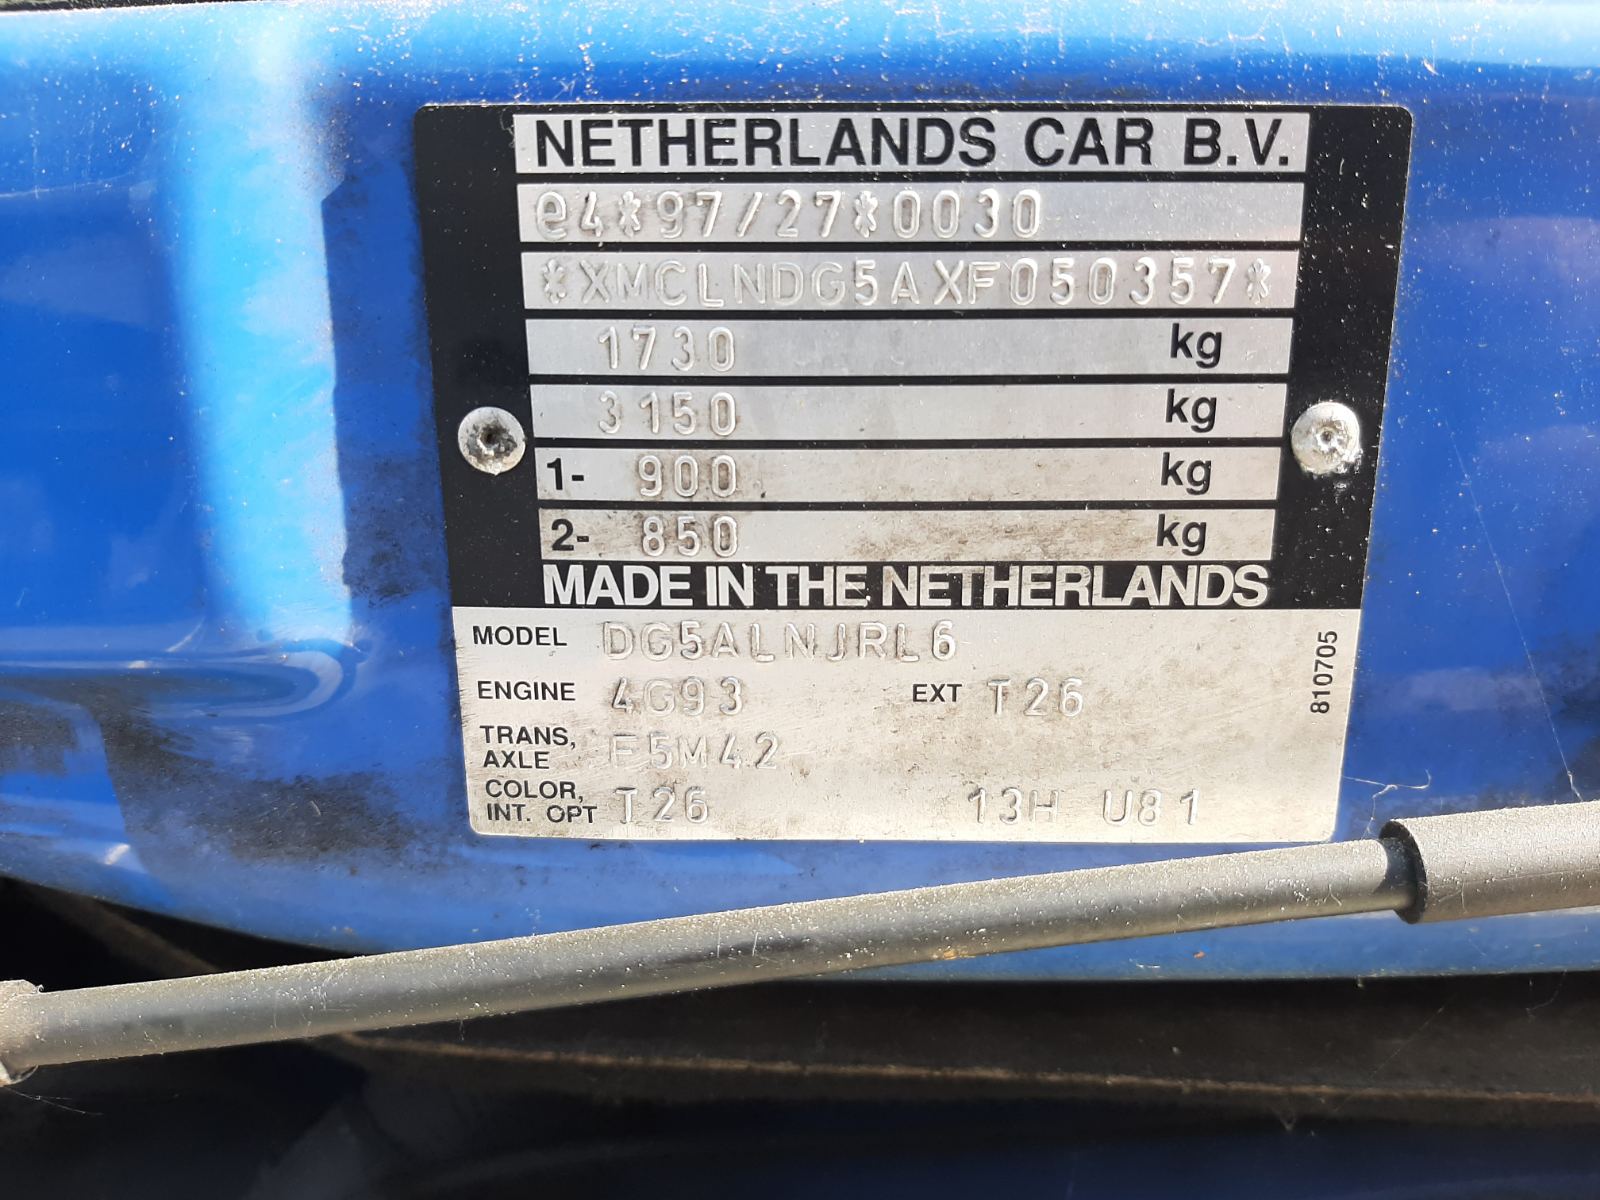 NETHERLANDS CAR B.V.
e4*97/27*0030
*XMCLNDG5AXF050357*
1730 kg
3150 kg
1- 900 kg
2- 850 kg
MADE IN THE NETHERLANDS
MODEL DG5ALNJRL6
ENGINE 4G93 EXT T26
TRANS,
AXLE F5M42
COLOR,
INT. OPT T26 13H U81
810705